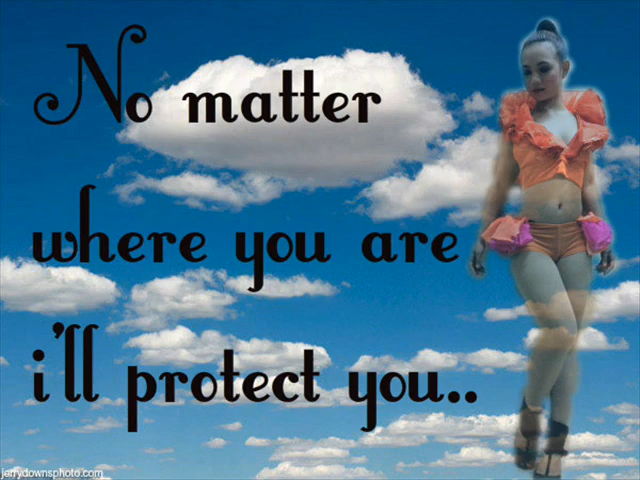 No matter
where you are
i'll protect you..
jerrydownsphoto.com